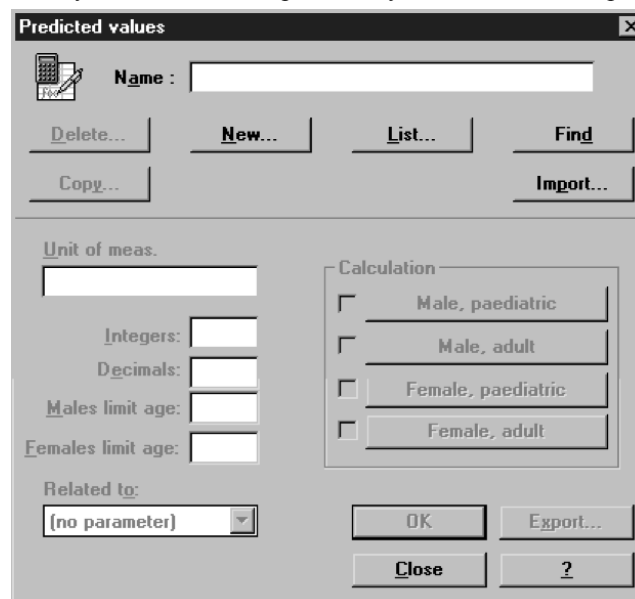 Predicted values
Name :
Delete... New... List... Find
Copy... Import...
Unit of meas.
Calculation
Male, paediatric
Integers:
Male, adult
Decimals:
Female, paediatric
Males limit age:
Female, adult
Females limit age:
Related to:
(no parameter) OK Export...
Close ?